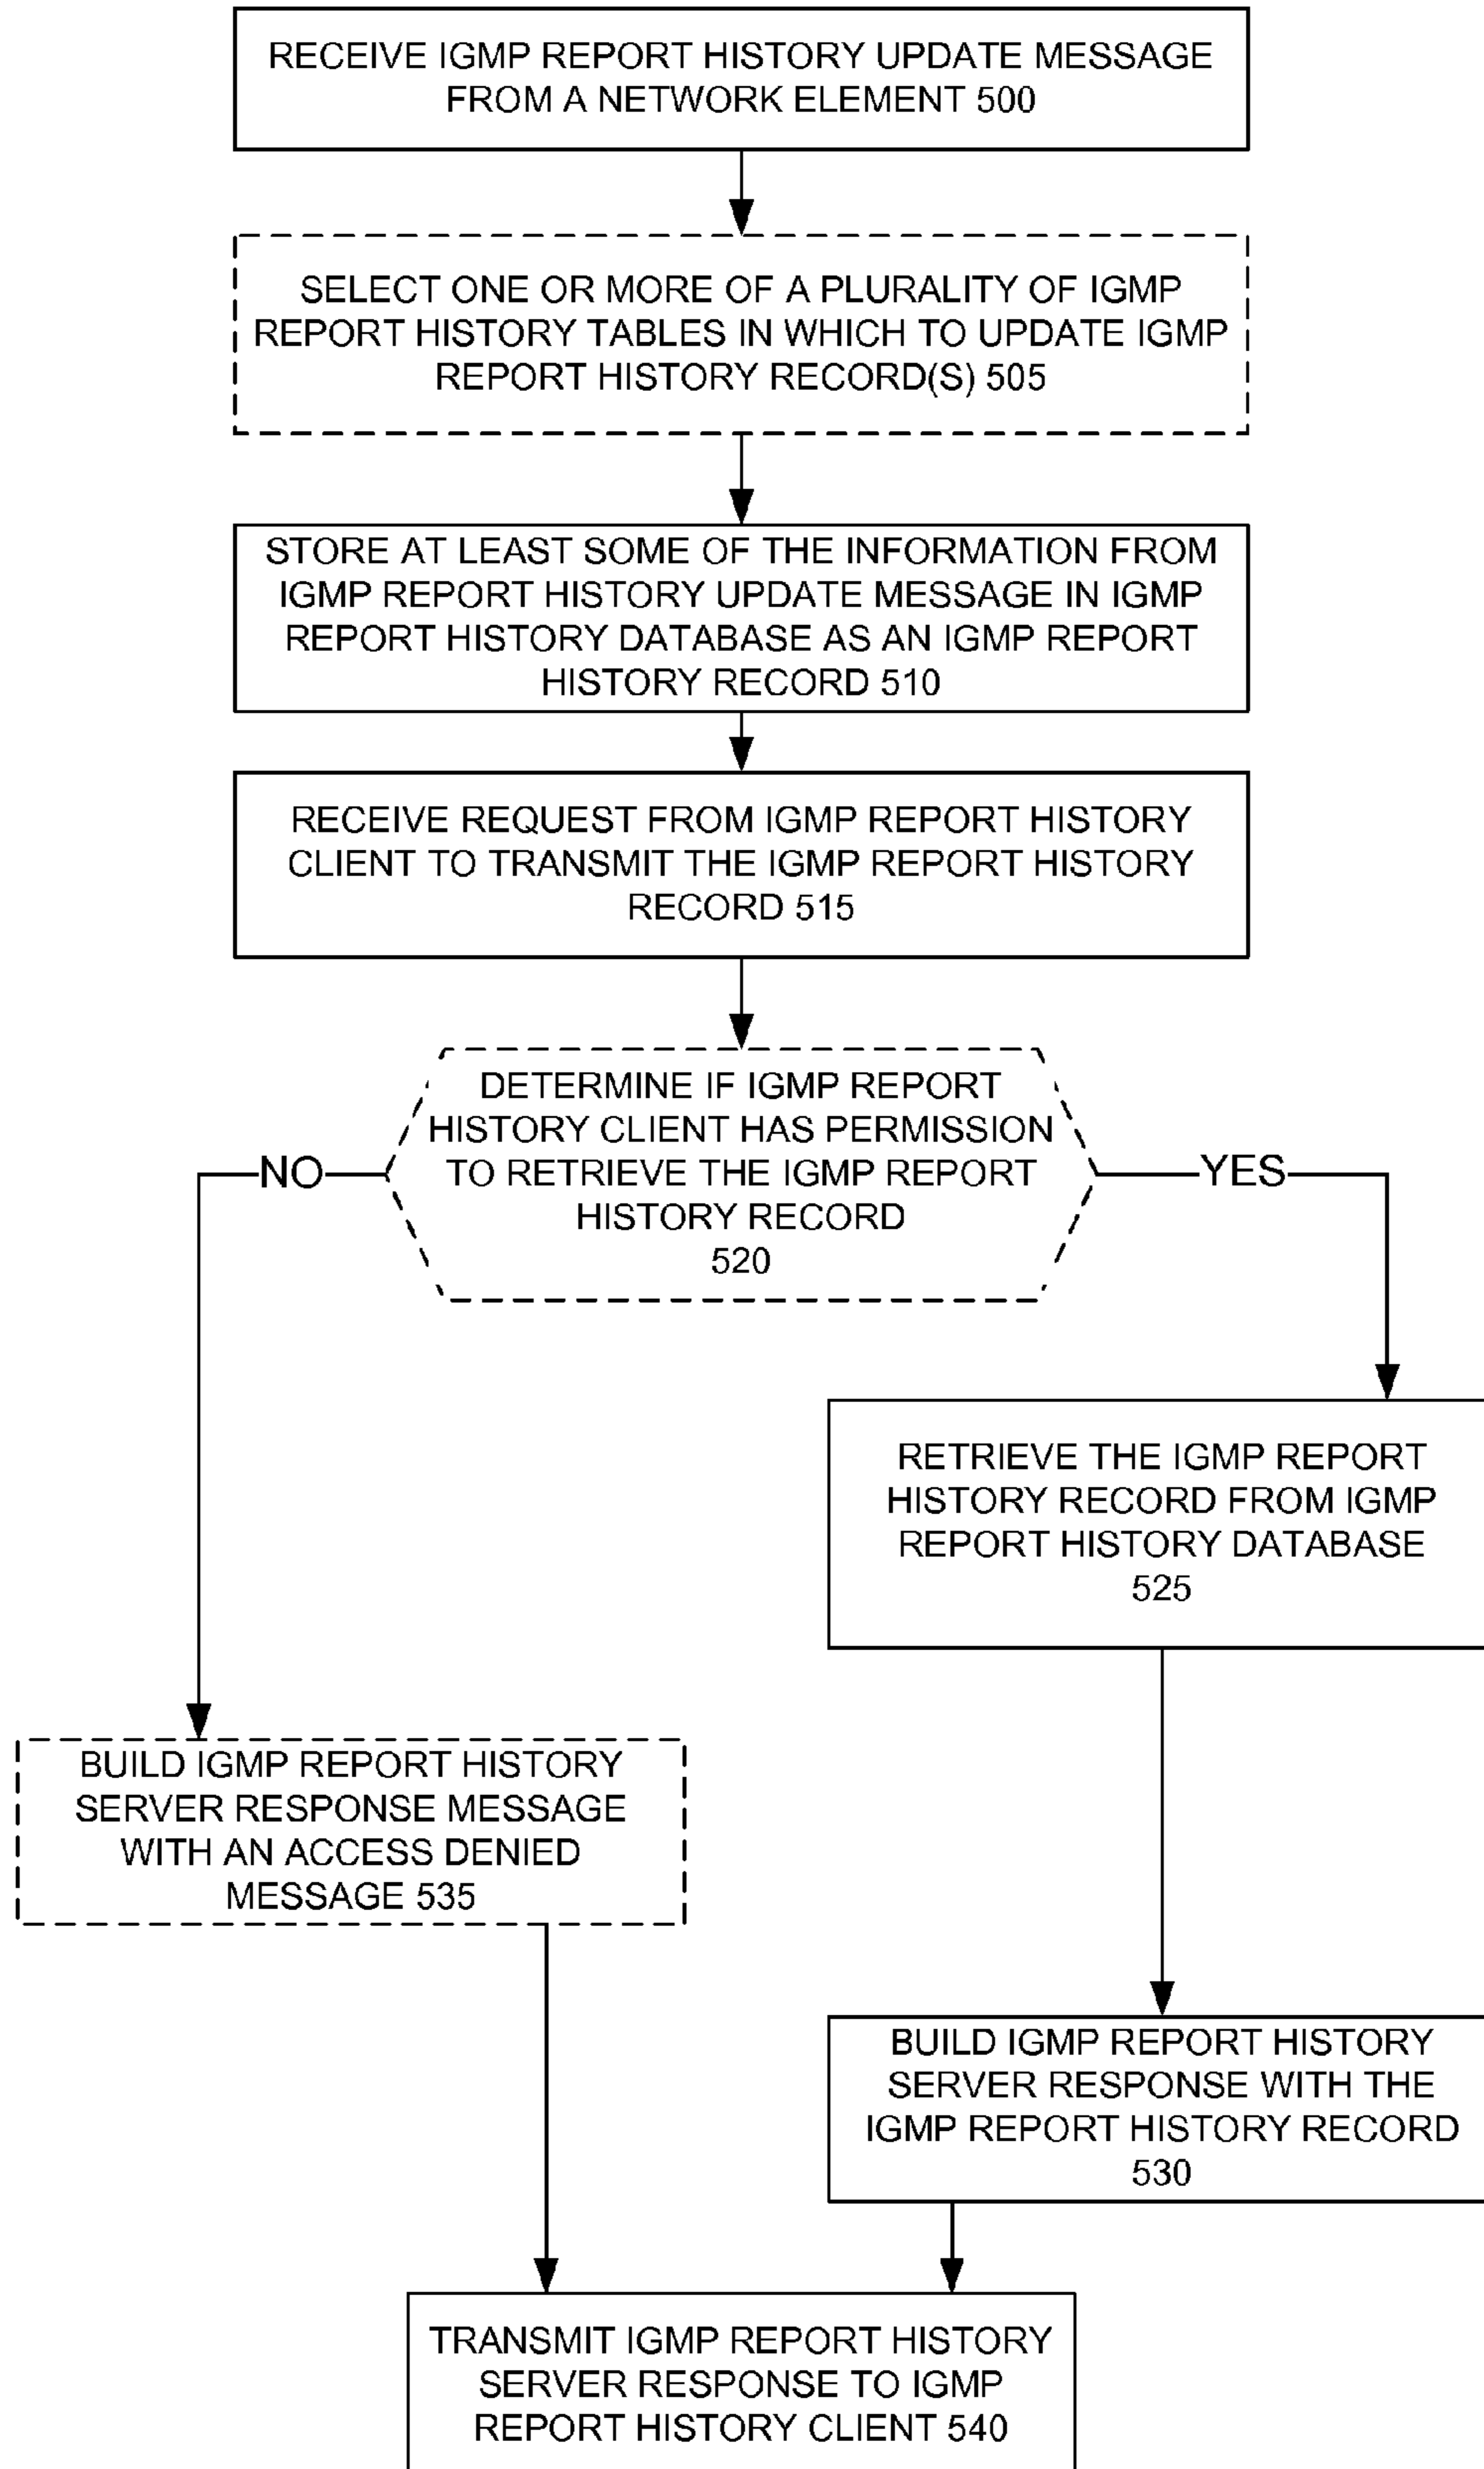 RECEIVE IGMP REPORT HISTORY UPDATE MESSAGE
FROM A NETWORK ELEMENT 500
SELECT ONE OR MORE OF A PLURALITY OF IGMP
REPORT HISTORY TABLES IN WHICH TO UPDATE IGMP
REPORT HISTORY RECORD(S) 505
STORE AT LEAST SOME OF THE INFORMATION FROM
IGMP REPORT HISTORY UPDATE MESSAGE IN IGMP
REPORT HISTORY DATABASE AS AN IGMP REPORT
HISTORY RECORD 510
RECEIVE REQUEST FROM IGMP REPORT HISTORY
CLIENT TO TRANSMIT THE IGMP REPORT HISTORY
RECORD 515
DETERMINE IF IGMP REPORT
HISTORY CLIENT HAS PERMISSION
TO RETRIEVE THE IGMP REPORT
HISTORY RECORD
520
NO
YES
RETRIEVE THE IGMP REPORT
HISTORY RECORD FROM IGMP
REPORT HISTORY DATABASE
525
BUILD IGMP REPORT HISTORY
SERVER RESPONSE MESSAGE
WITH AN ACCESS DENIED
MESSAGE 535
BUILD IGMP REPORT HISTORY
SERVER RESPONSE WITH THE
IGMP REPORT HISTORY RECORD
530
TRANSMIT IGMP REPORT HISTORY
SERVER RESPONSE TO IGMP
REPORT HISTORY CLIENT 540